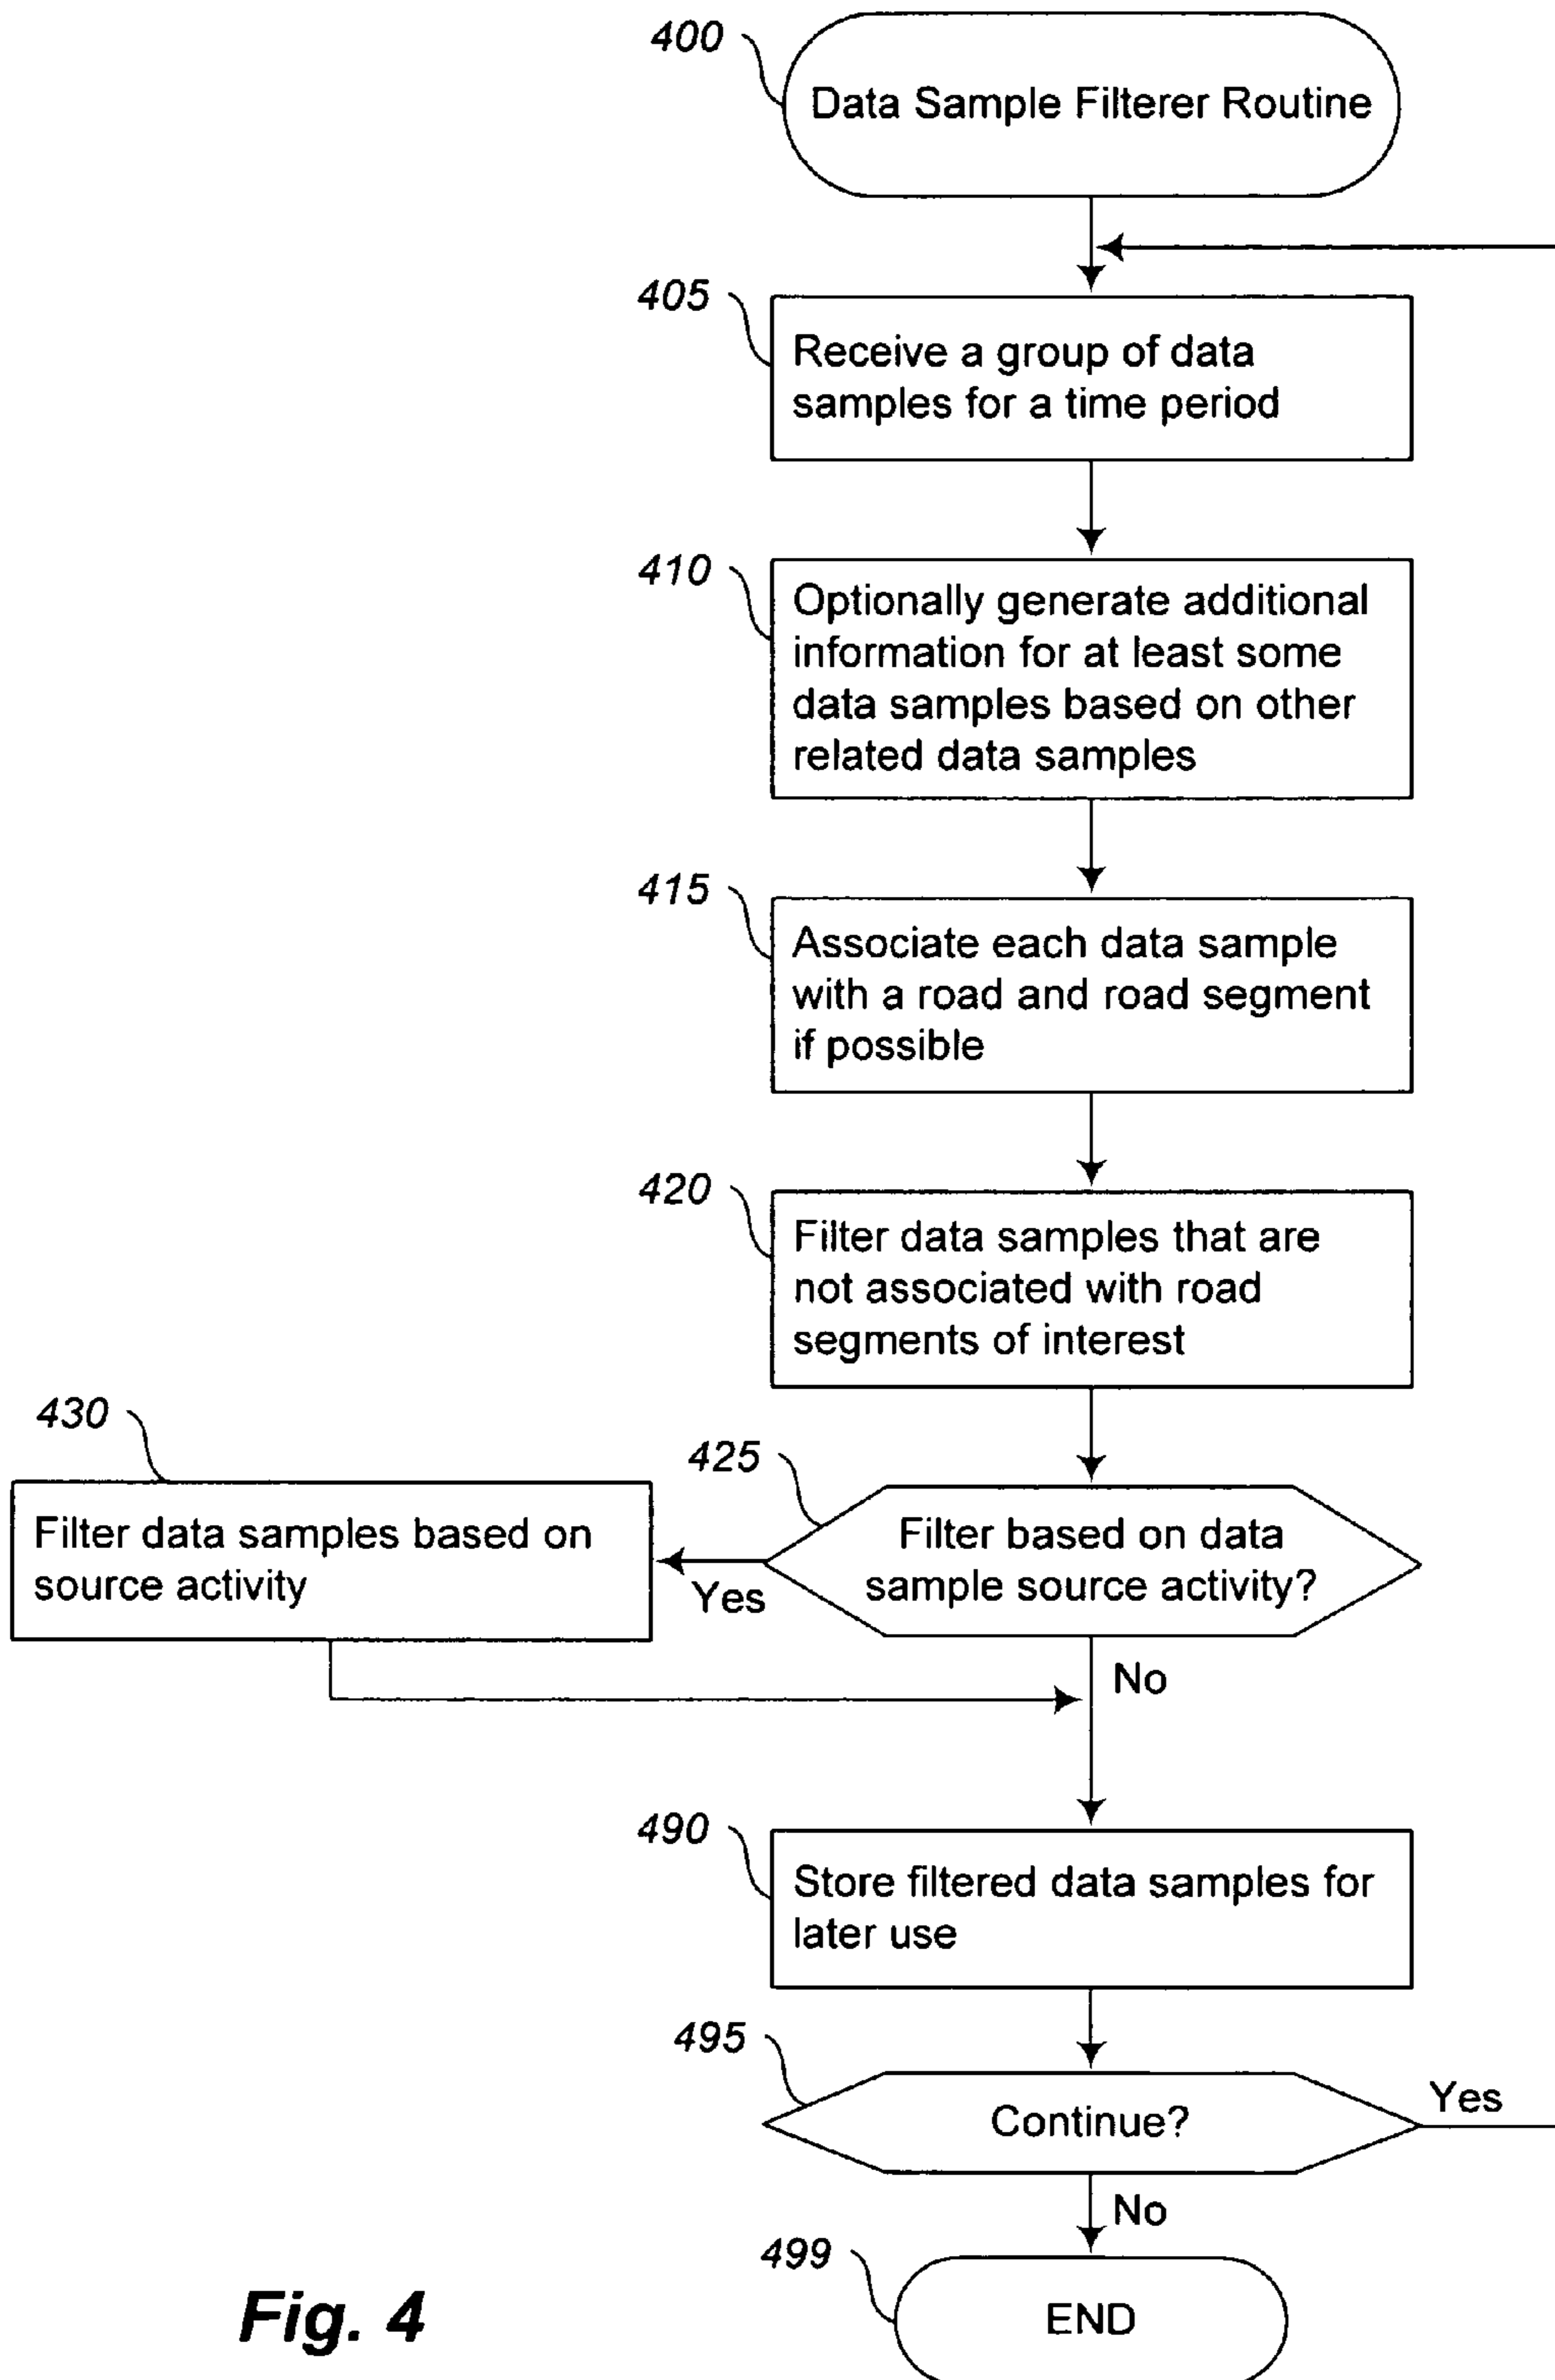 400
Data Sample Filterer Routine
405
Receive a group of data
samples for a time period
410
Optionally generate additional
information for at least some
data samples based on other
related data samples
415
Associate each data sample
with a road and road segment
if possible
420
Filter data samples that are
not associated with road
segments of interest
430
Filter data samples based on
source activity
425
Filter based on data
sample source activity?
Yes
No
490
Store filtered data samples for
later use
495
Continue?
Yes
No
499
END
Fig. 4